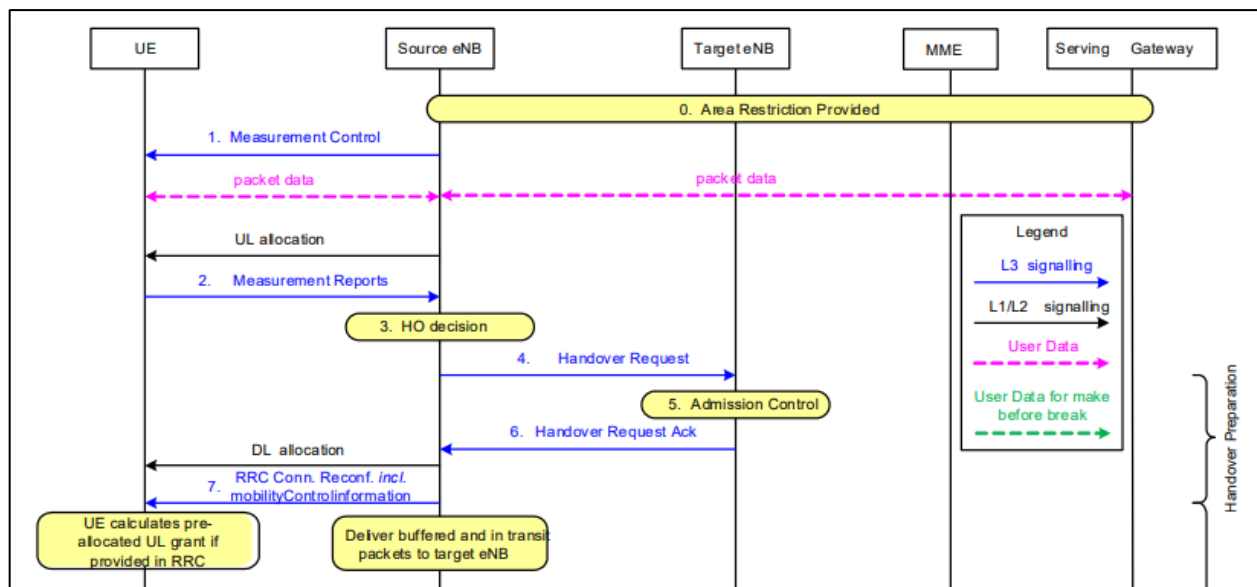 UE
Source eNB
Target eNB
MME
Serving Gateway
0. Area Restriction Provided
1. Measurement Control
packet data
packet data
UL allocation
Legend
L3 signalling
L1/L2 signalling
User Data
User Data for make
before break
2. Measurement Reports
3. HO decision
4. Handover Request
5. Admission Control
6. Handover Request Ack
DL allocation
7. RRC Conn. Reconf. incl.
mobilityControlinformation
UE calculates pre-
allocated UL grant if
provided in RRC
Deliver buffered and in transit
packets to target eNB
Handover Preparation